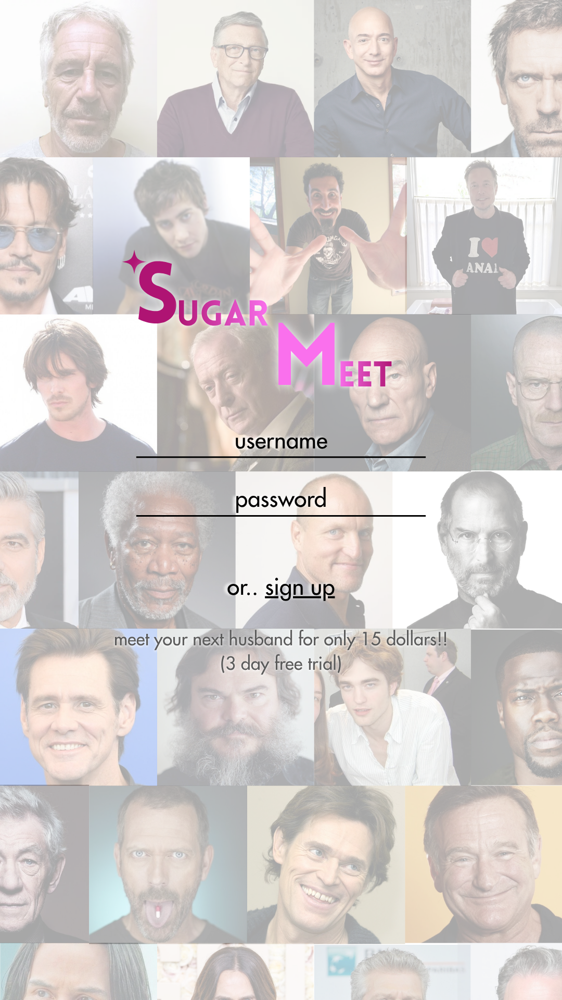 I ♥
ANAL
SUGAR
MEET
username
password
or.. sign up
meet your next husband for only 15 dollars!!
(3 day free trial)